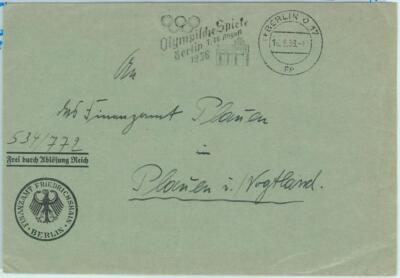 Olympische Spiele
Berlin 1.-16. August
1936
BERLIN O 17
An
das Finanzamt Plauen
534/772
in
Frei durch Ablösung Reich
Plauen i./Vogtland.
FINANZAMT FRIEDRICHSHAIN
· BERLIN ·